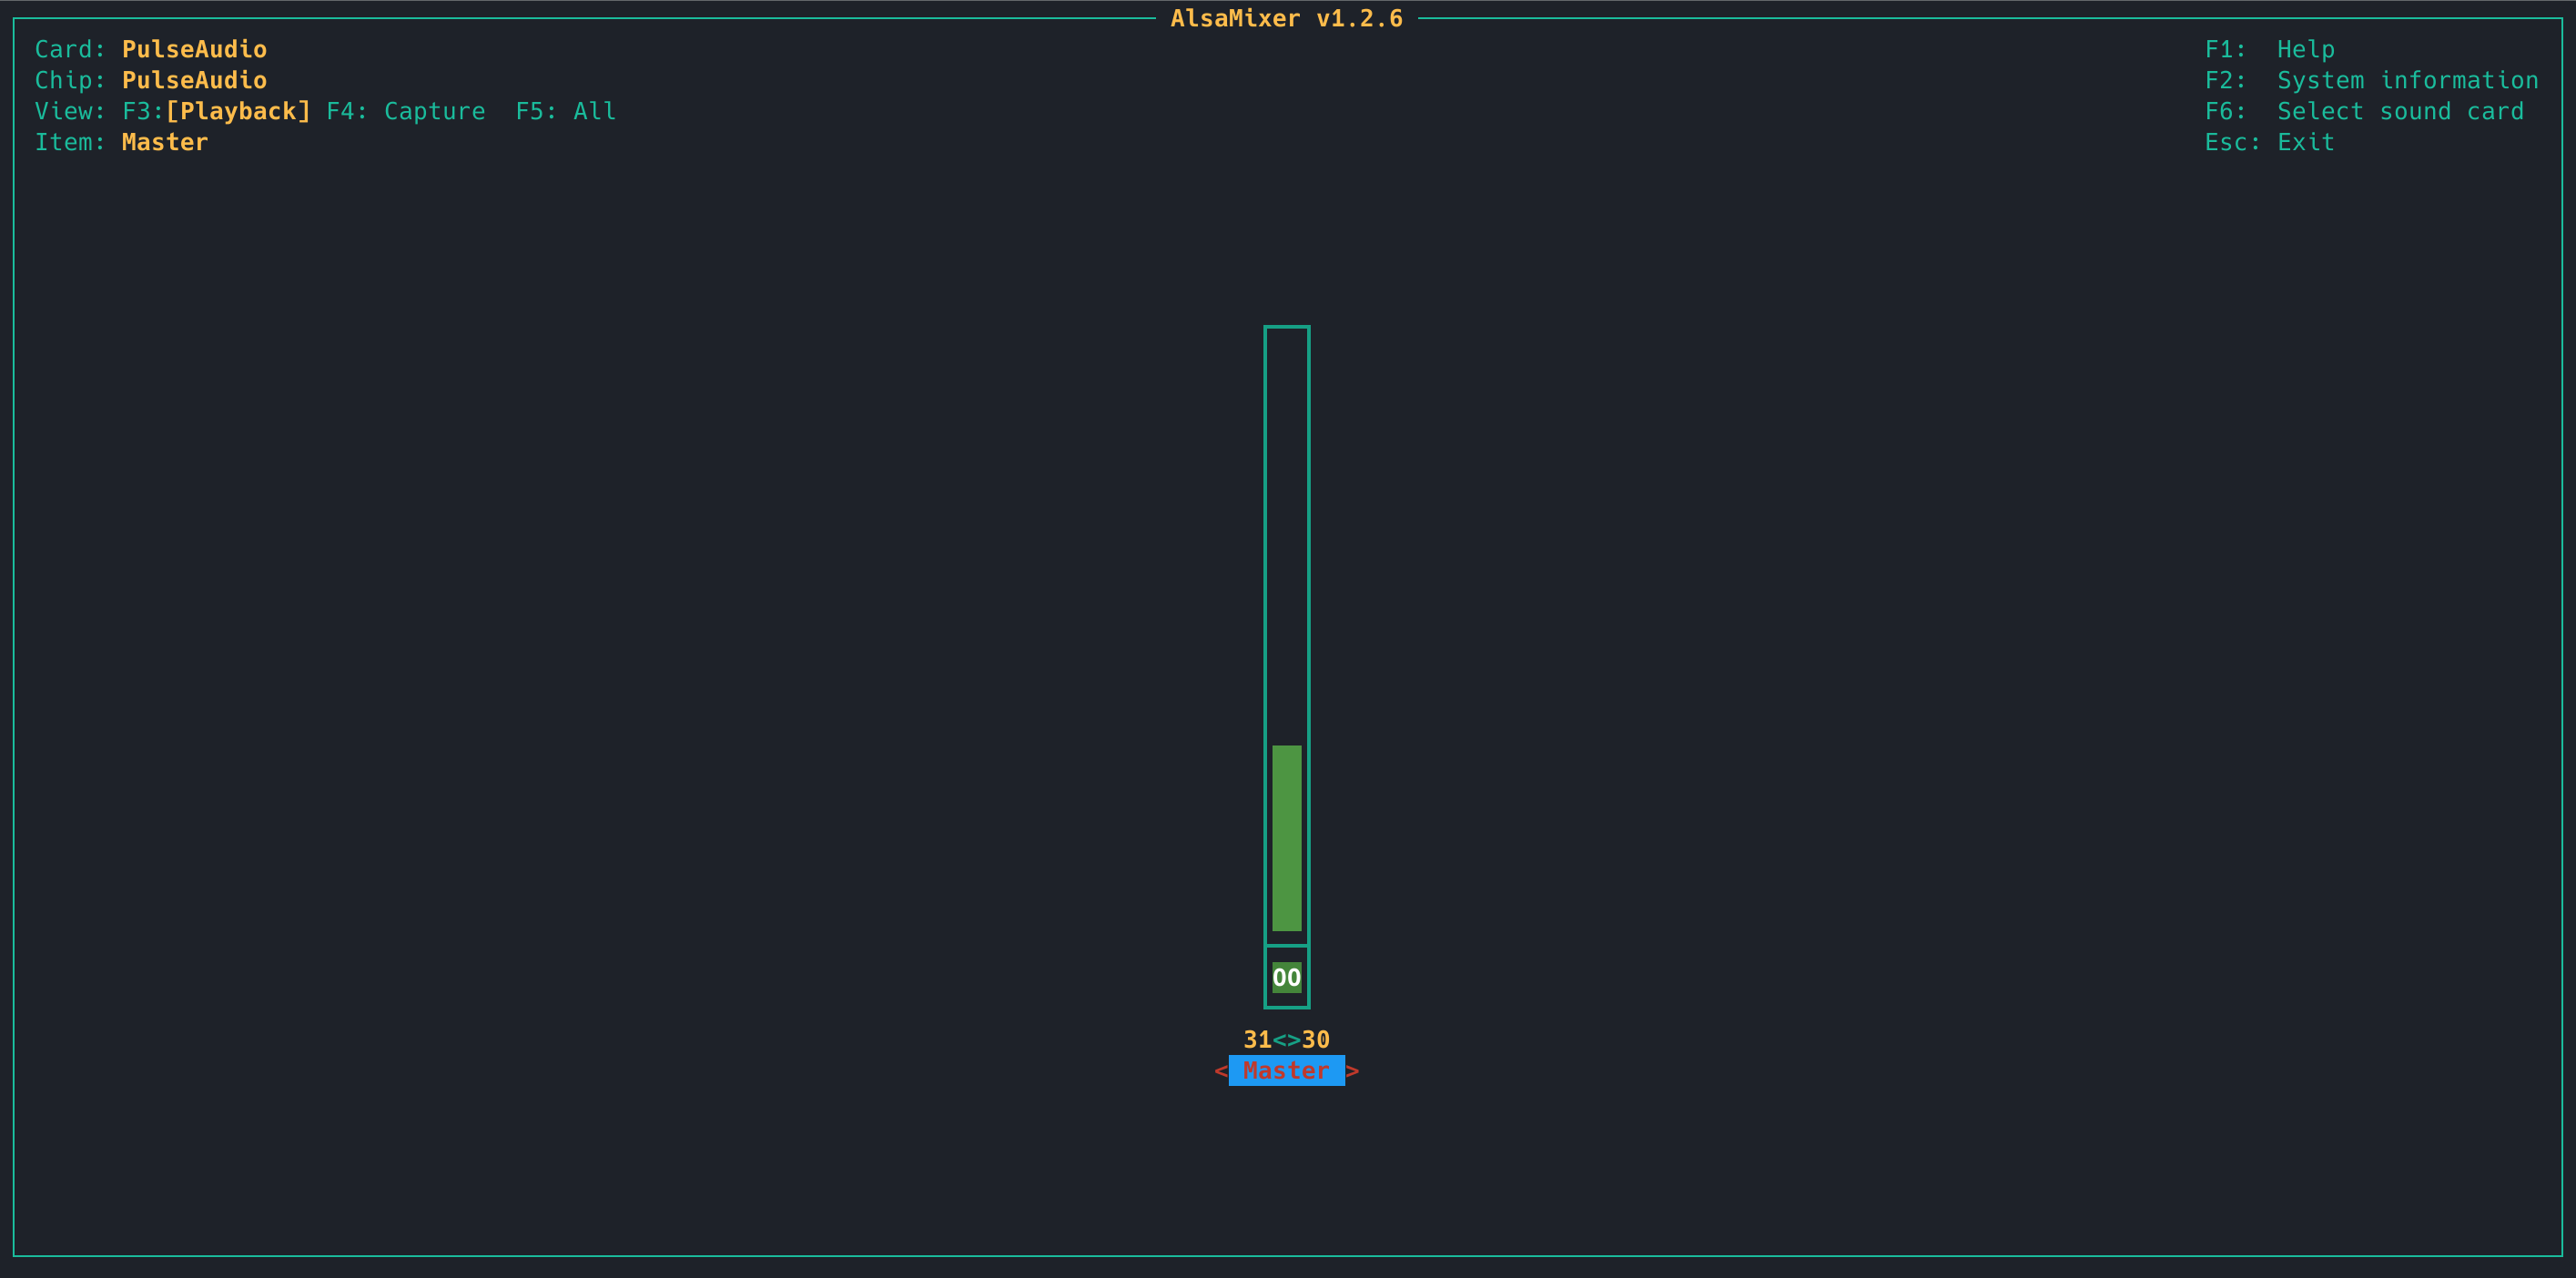 AlsaMixer v1.2.6
Card: PulseAudio
Chip: PulseAudio
View: F3:[Playback] F4: Capture  F5: All
Item: Master
F1:  Help
F2:  System information
F6:  Select sound card
Esc: Exit
OO
31<>30
< Master >